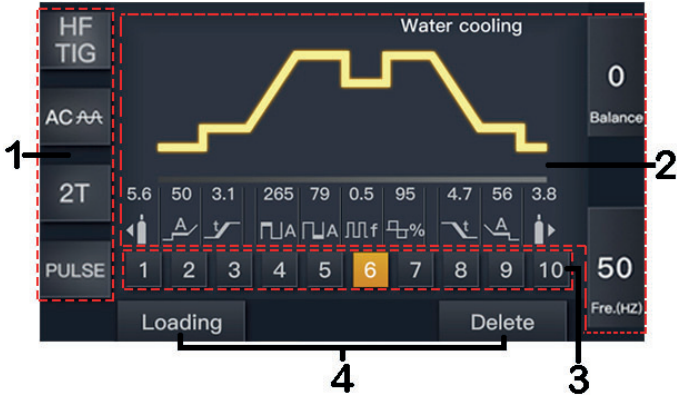 HF
TIG
Water cooling
0
Balance
AC
1
2
2T
5.6 50 3.1 265 79 0.5 95 4.7 56 3.8
A t A A f % t A
PULSE
1 2 3 4 5 6 7 8 9 10
50
Fre.(HZ)
3
Loading Delete
4